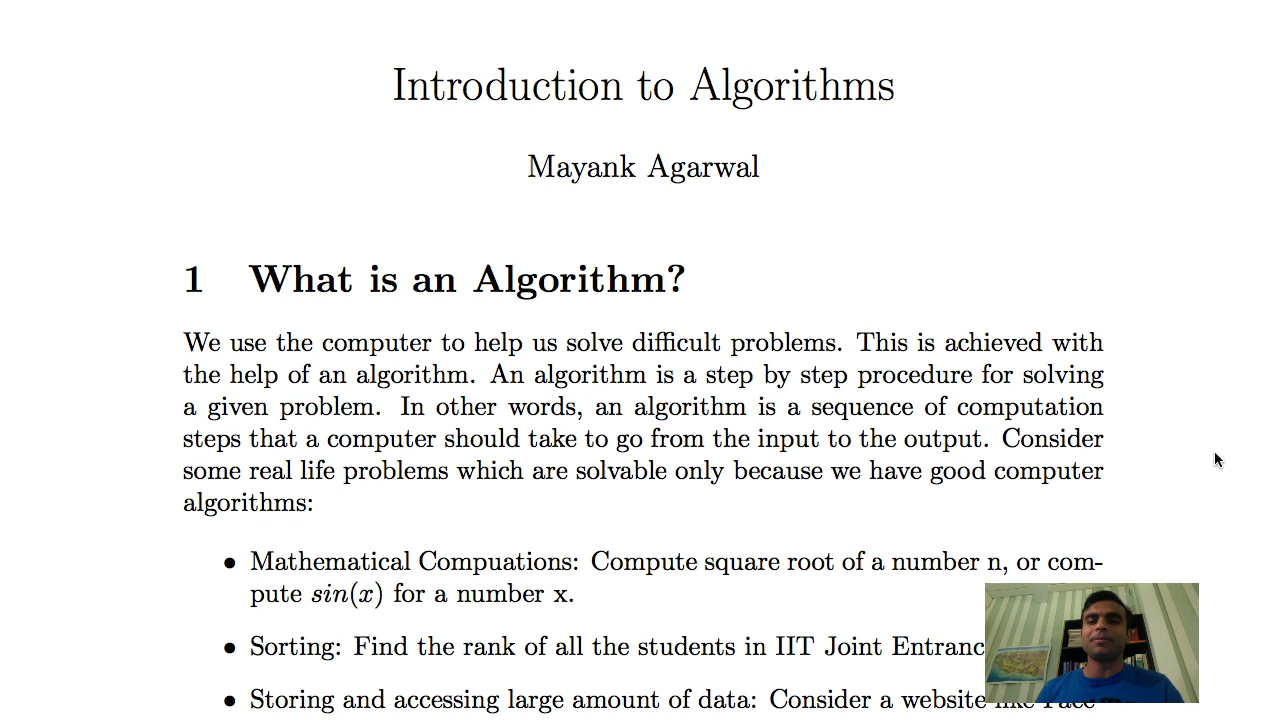 Introduction to Algorithms
Mayank Agarwal
1 What is an Algorithm?
We use the computer to help us solve difficult problems. This is achieved with
the help of an algorithm. An algorithm is a step by step procedure for solving
a given problem. In other words, an algorithm is a sequence of computation
steps that a computer should take to go from the input to the output. Consider
some real life problems which are solvable only because we have good computer
algorithms:
• Mathematical Compuations: Compute square root of a number n, or com-
pute sin(x) for a number x.
• Sorting: Find the rank of all the students in IIT Joint
• Storing and accessing large amount of data: Consider a website